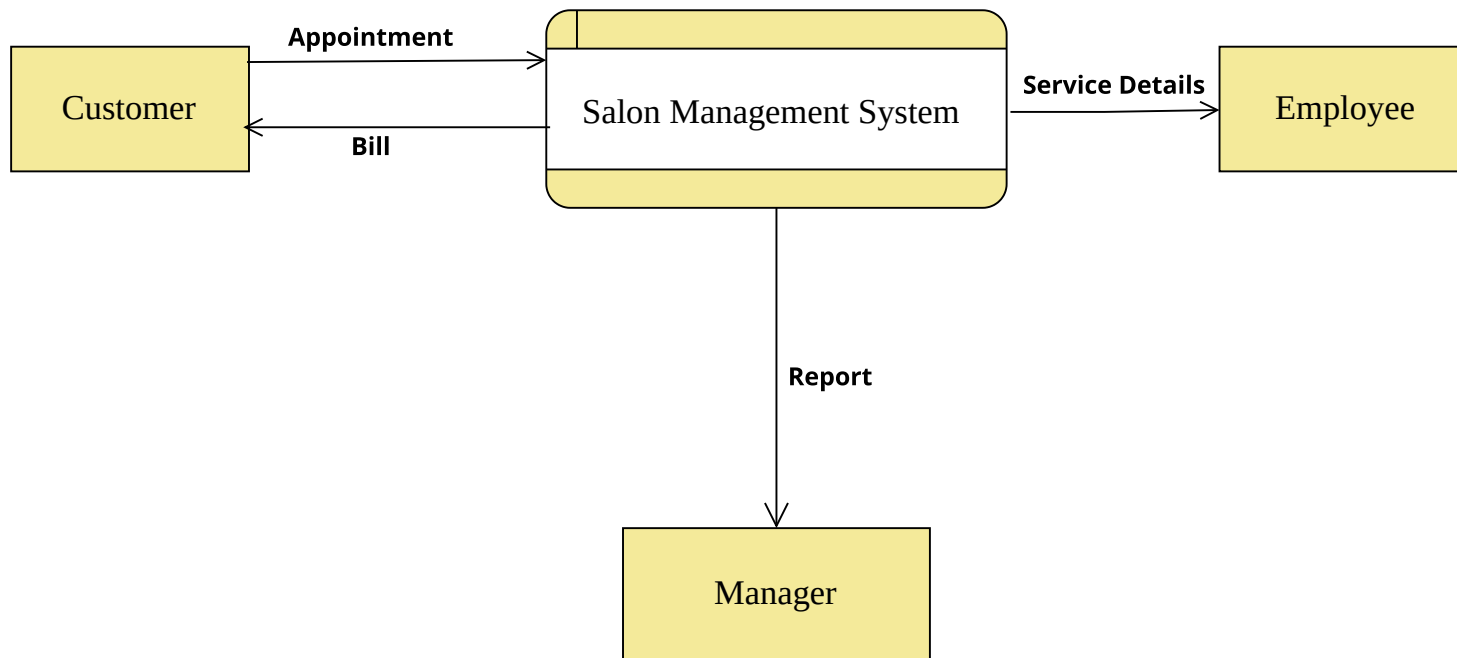 Appointment
Customer
Bill
Salon Management System
Service Details
Employee
Report
Manager